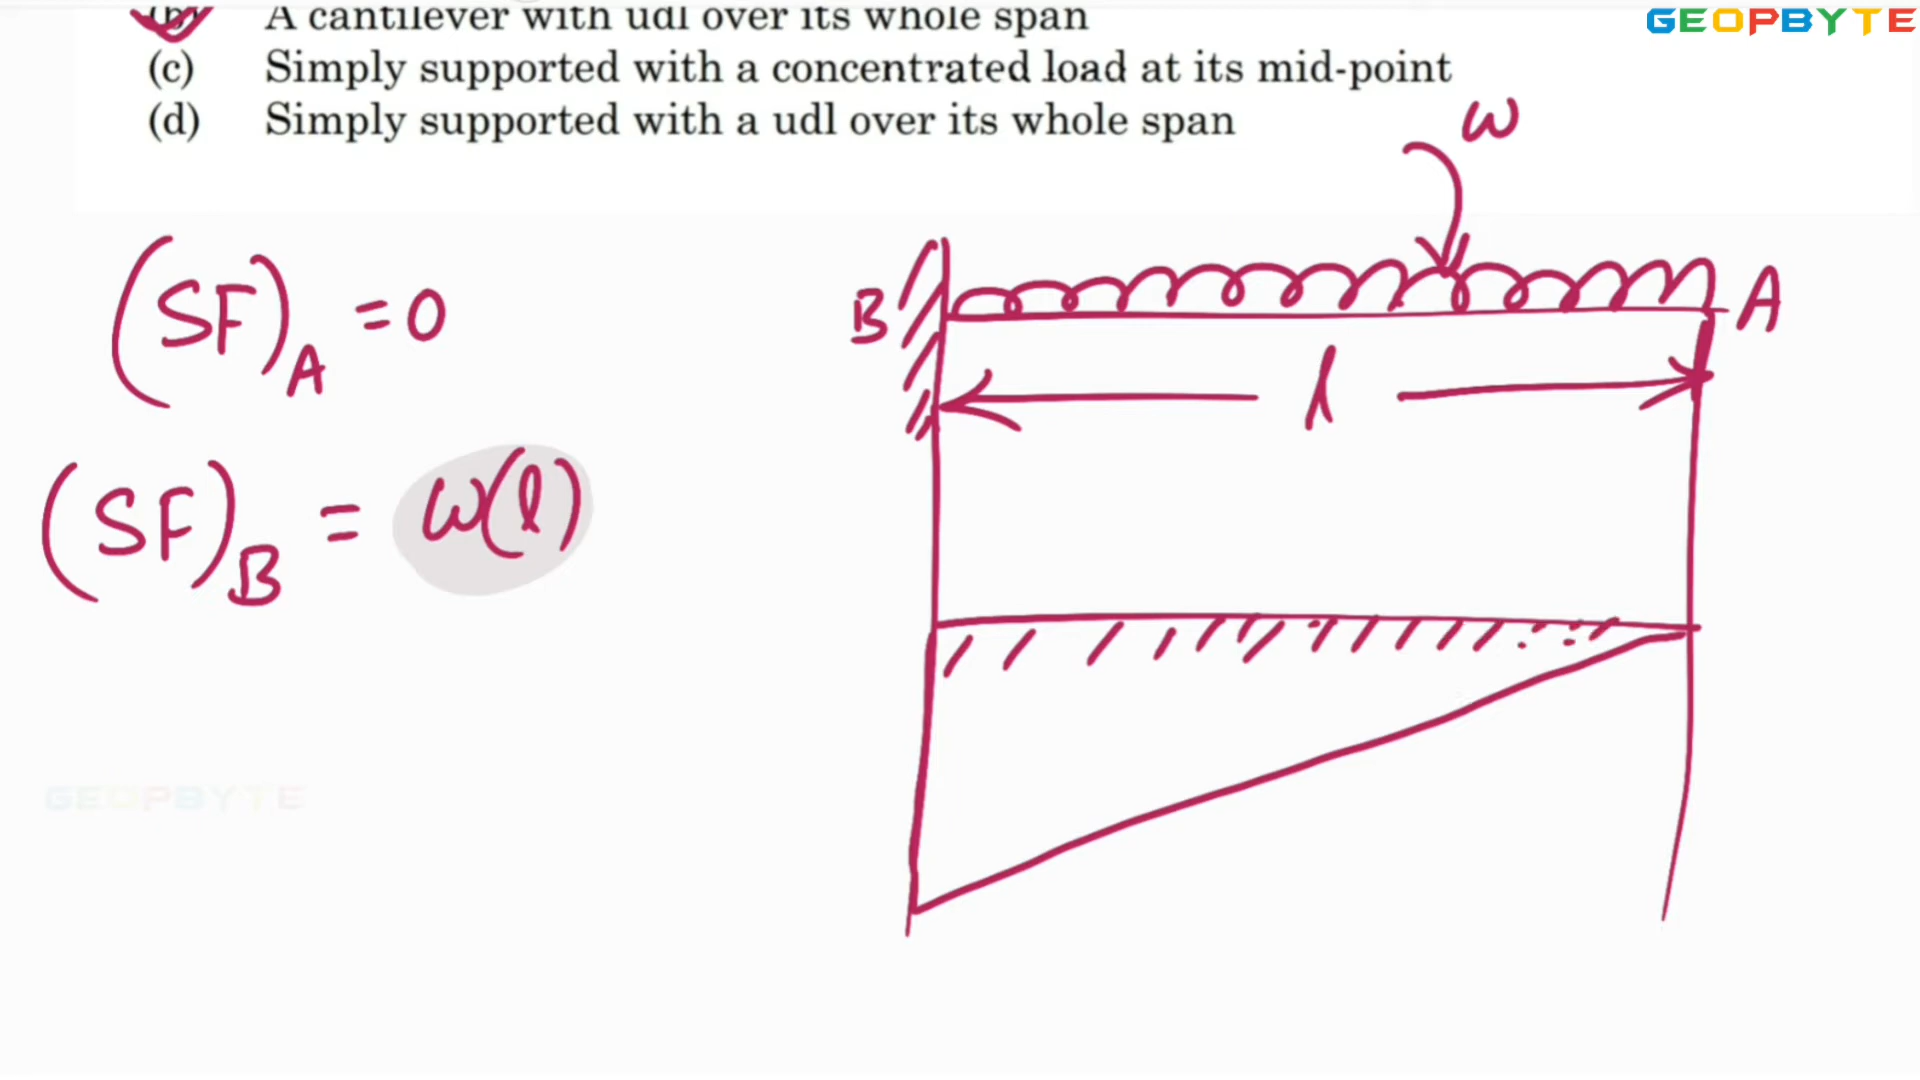 (b) A cantilever with udl over its whole span
GEOPBYTE
(c) Simply supported with a concentrated load at its mid-point
(d) Simply supported with a udl over its whole span
w
(SF)A = 0
B
A
l
(SF)B = w(l)
GEOPBYTE